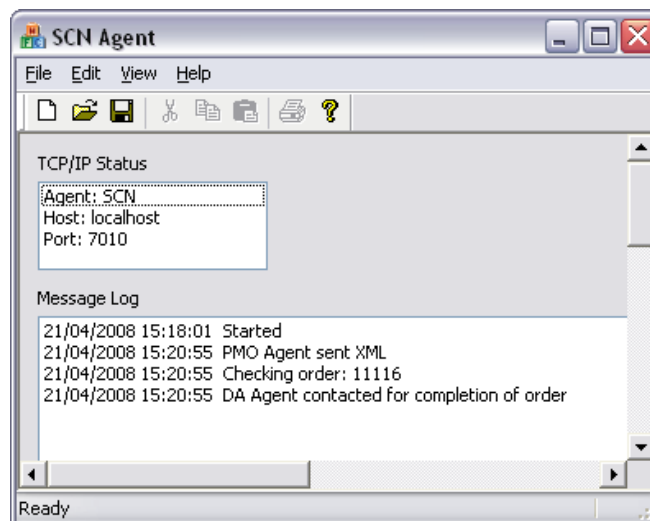 SCN Agent
File Edit View Help
TCP/IP Status
Agent: SCN
Host: localhost
Port: 7010
Message Log
21/04/2008 15:18:01 Started
21/04/2008 15:20:55 PMO Agent sent XML
21/04/2008 15:20:55 Checking order: 11116
21/04/2008 15:20:55 DA Agent contacted for completion of order
Ready